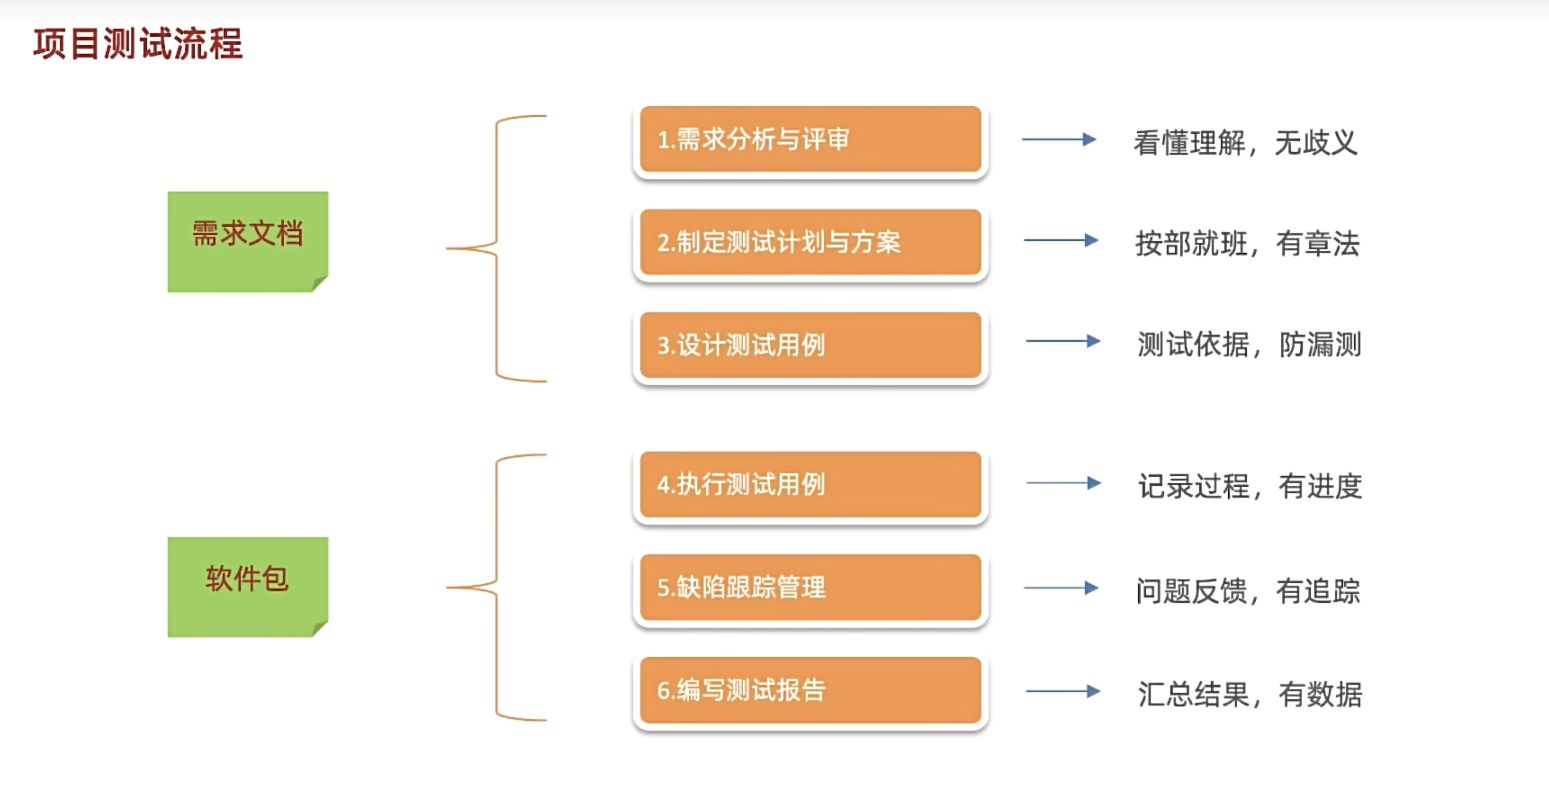 项目测试流程
需求文档
1.需求分析与评审
看懂理解，无歧义
2.制定测试计划与方案
按部就班，有章法
3.设计测试用例
测试依据，防漏测
软件包
4.执行测试用例
记录过程，有进度
5.缺陷跟踪管理
问题反馈，有追踪
6.编写测试报告
汇总结果，有数据